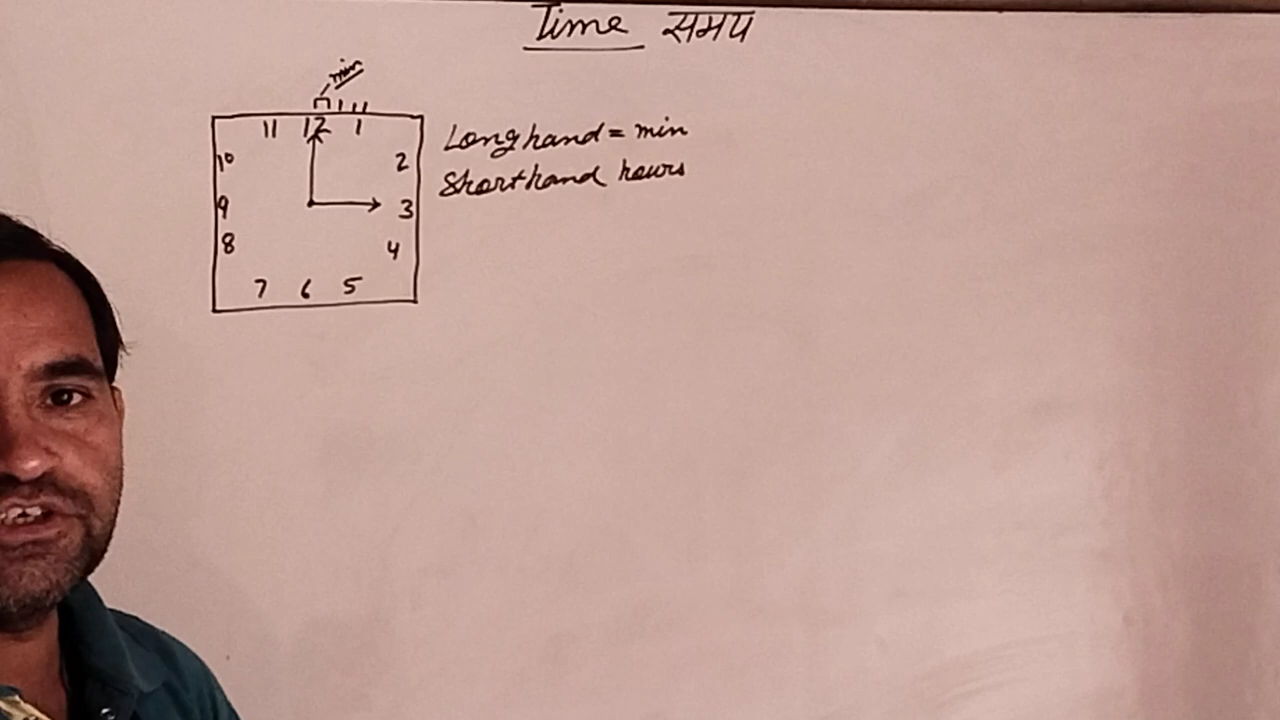 Time समय
min
11 12 1
10 2
9 3
8 4
7 6 5
Long hand = min
Short hand hours